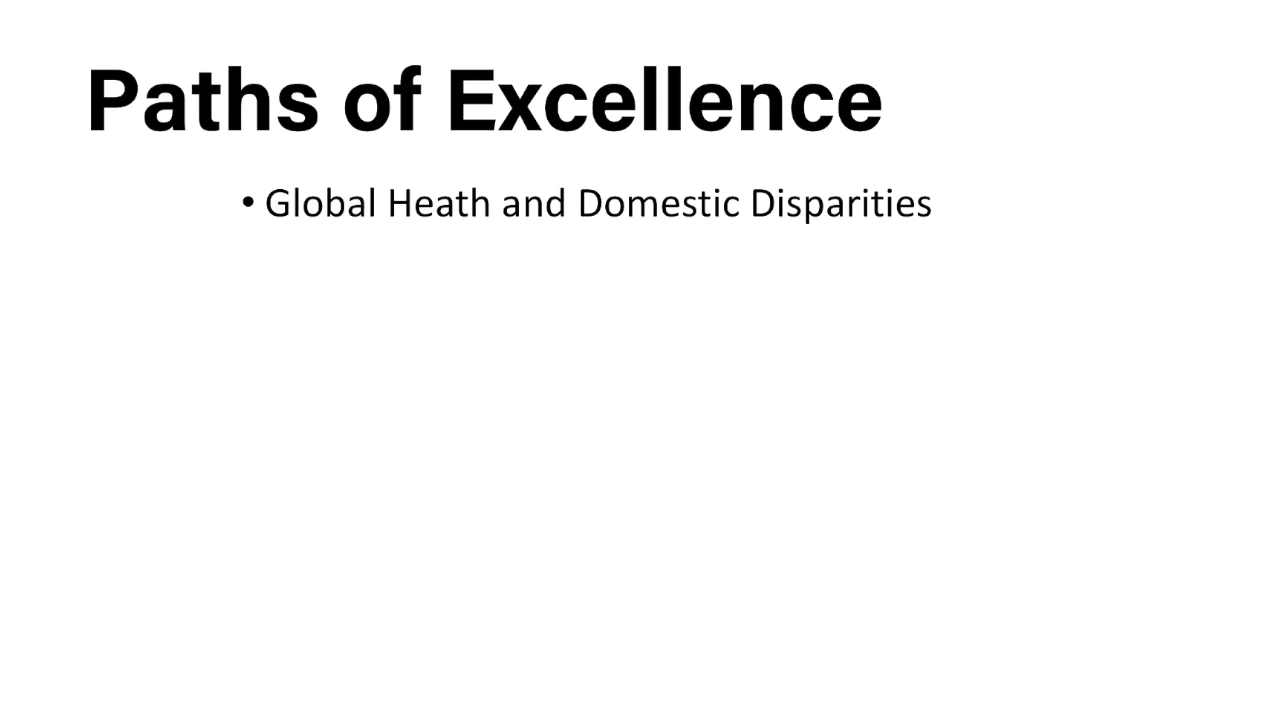 Paths of Excellence
• Global Heath and Domestic Disparities